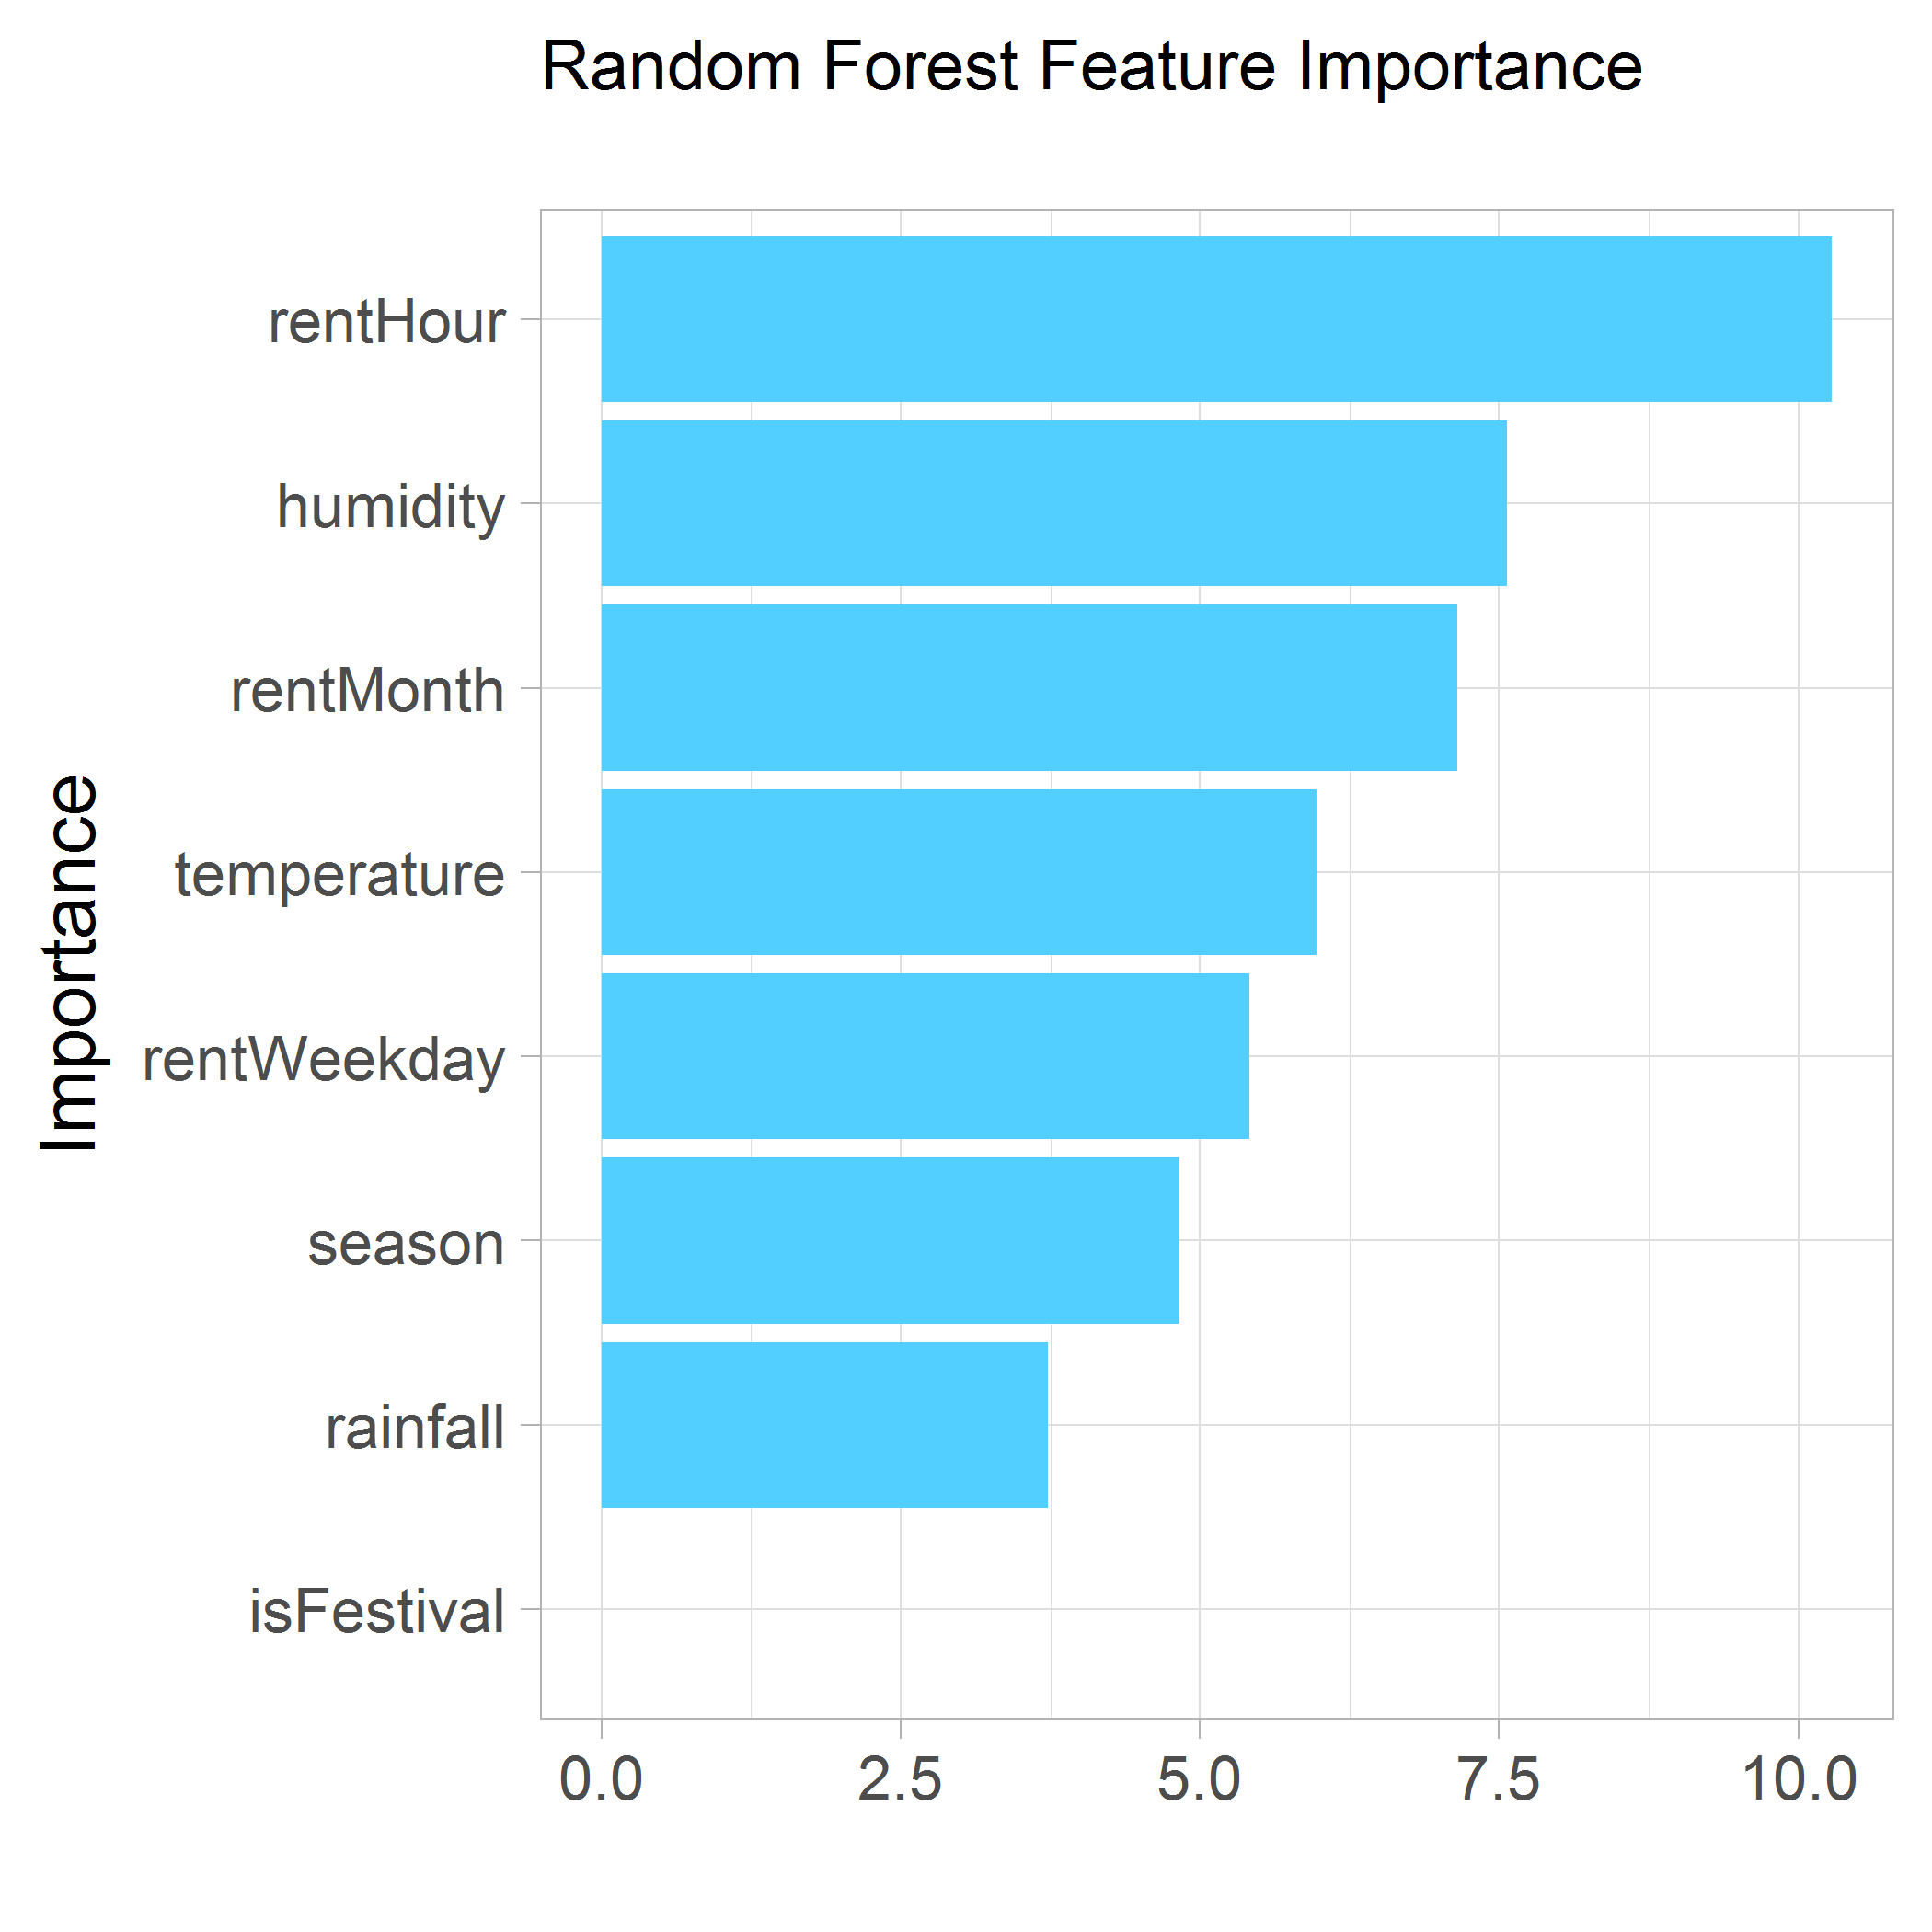 Random Forest Feature Importance
Importance
rentHour
humidity
rentMonth
temperature
rentWeekday
season
rainfall
isFestival
0.0 2.5 5.0 7.5 10.0